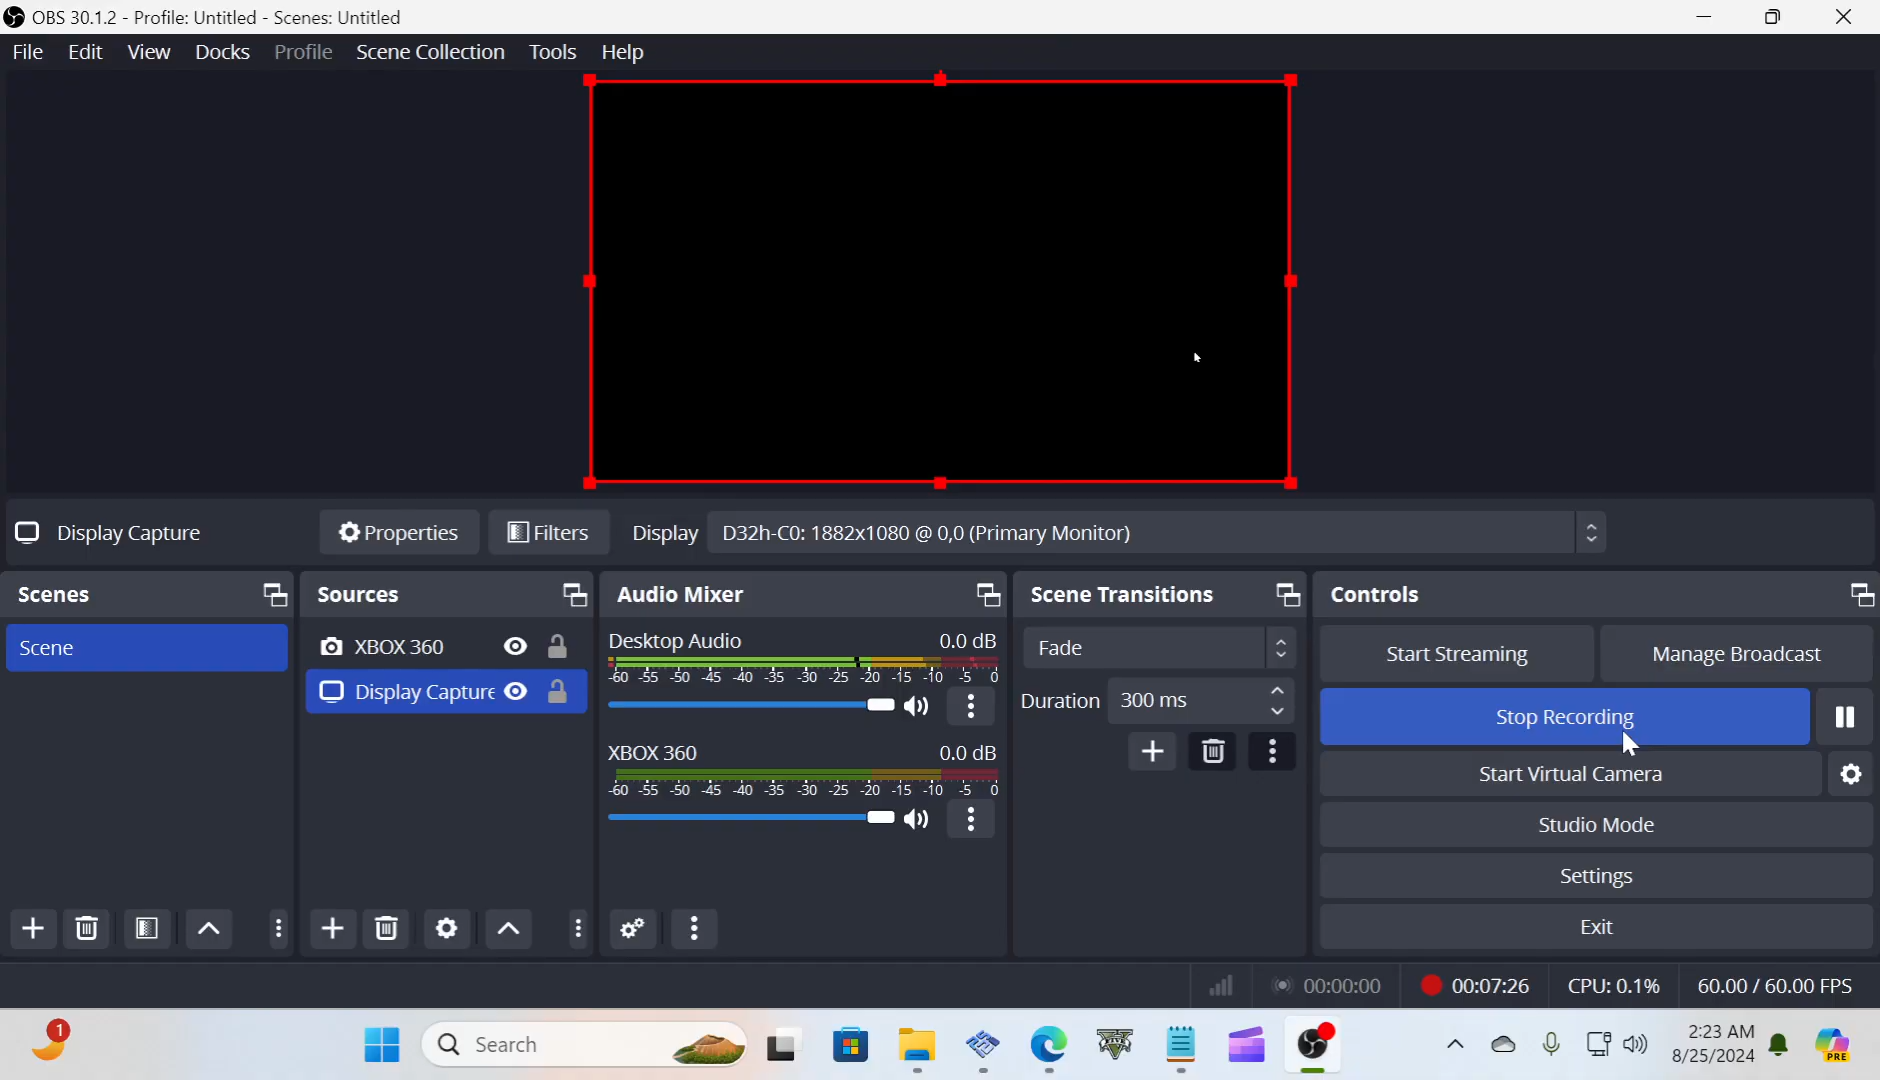 OBS 30.1.2 - Profile: Untitled - Scenes: Untitled
File Edit View Docks Profile Scene Collection Tools Help
Display Capture Properties Filters Display D32h-C0: 1882x1080 @ 0,0 (Primary Monitor)
Scenes Sources Audio Mixer Scene Transitions Controls
Scene
XBOX 360
Display Capture
Desktop Audio 0.0 dB
-60 -55 -50 -45 -40 -35 -30 -25 -20 -15 -10 -5 0
XBOX 360 0.0 dB
-60 -55 -50 -45 -40 -35 -30 -25 -20 -15 -10 -5 0
Fade
Duration 300 ms
Start Streaming Manage Broadcast
Stop Recording
Start Virtual Camera
Studio Mode
Settings
Exit
00:00:00 00:07:26 CPU: 0.1% 60.00 / 60.00 FPS
1 Search 2:23 AM
8/25/2024
PRE